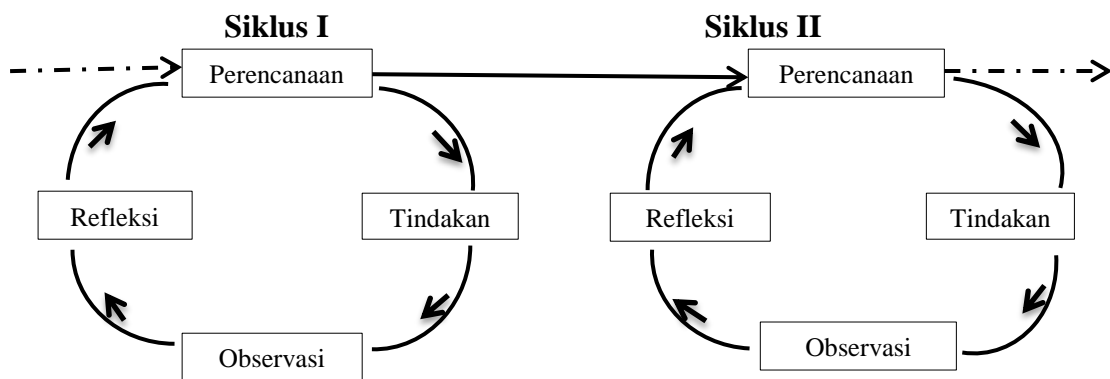 Siklus I
Siklus II
Perencanaan
Perencanaan
Refleksi
Tindakan
Refleksi
Tindakan
Observasi
Observasi